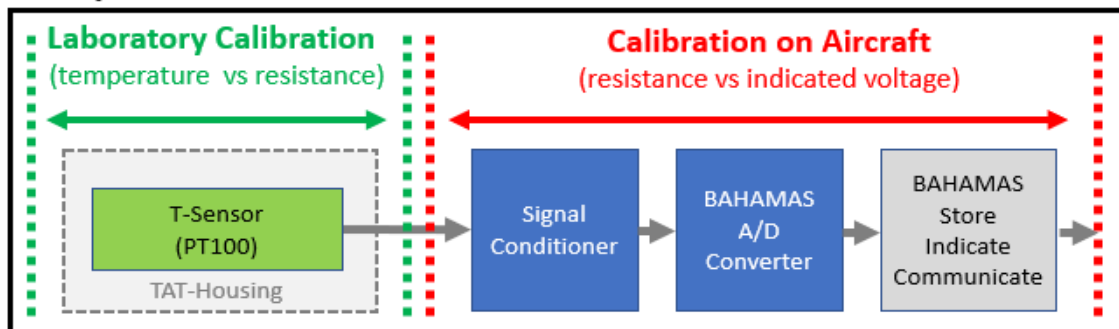 Laboratory Calibration
(temperature vs resistance)
Calibration on Aircraft
(resistance vs indicated voltage)
T-Sensor
(PT100)
TAT-Housing
Signal
Conditioner
BAHAMAS
A/D
Converter
BAHAMAS
Store
Indicate
Communicate